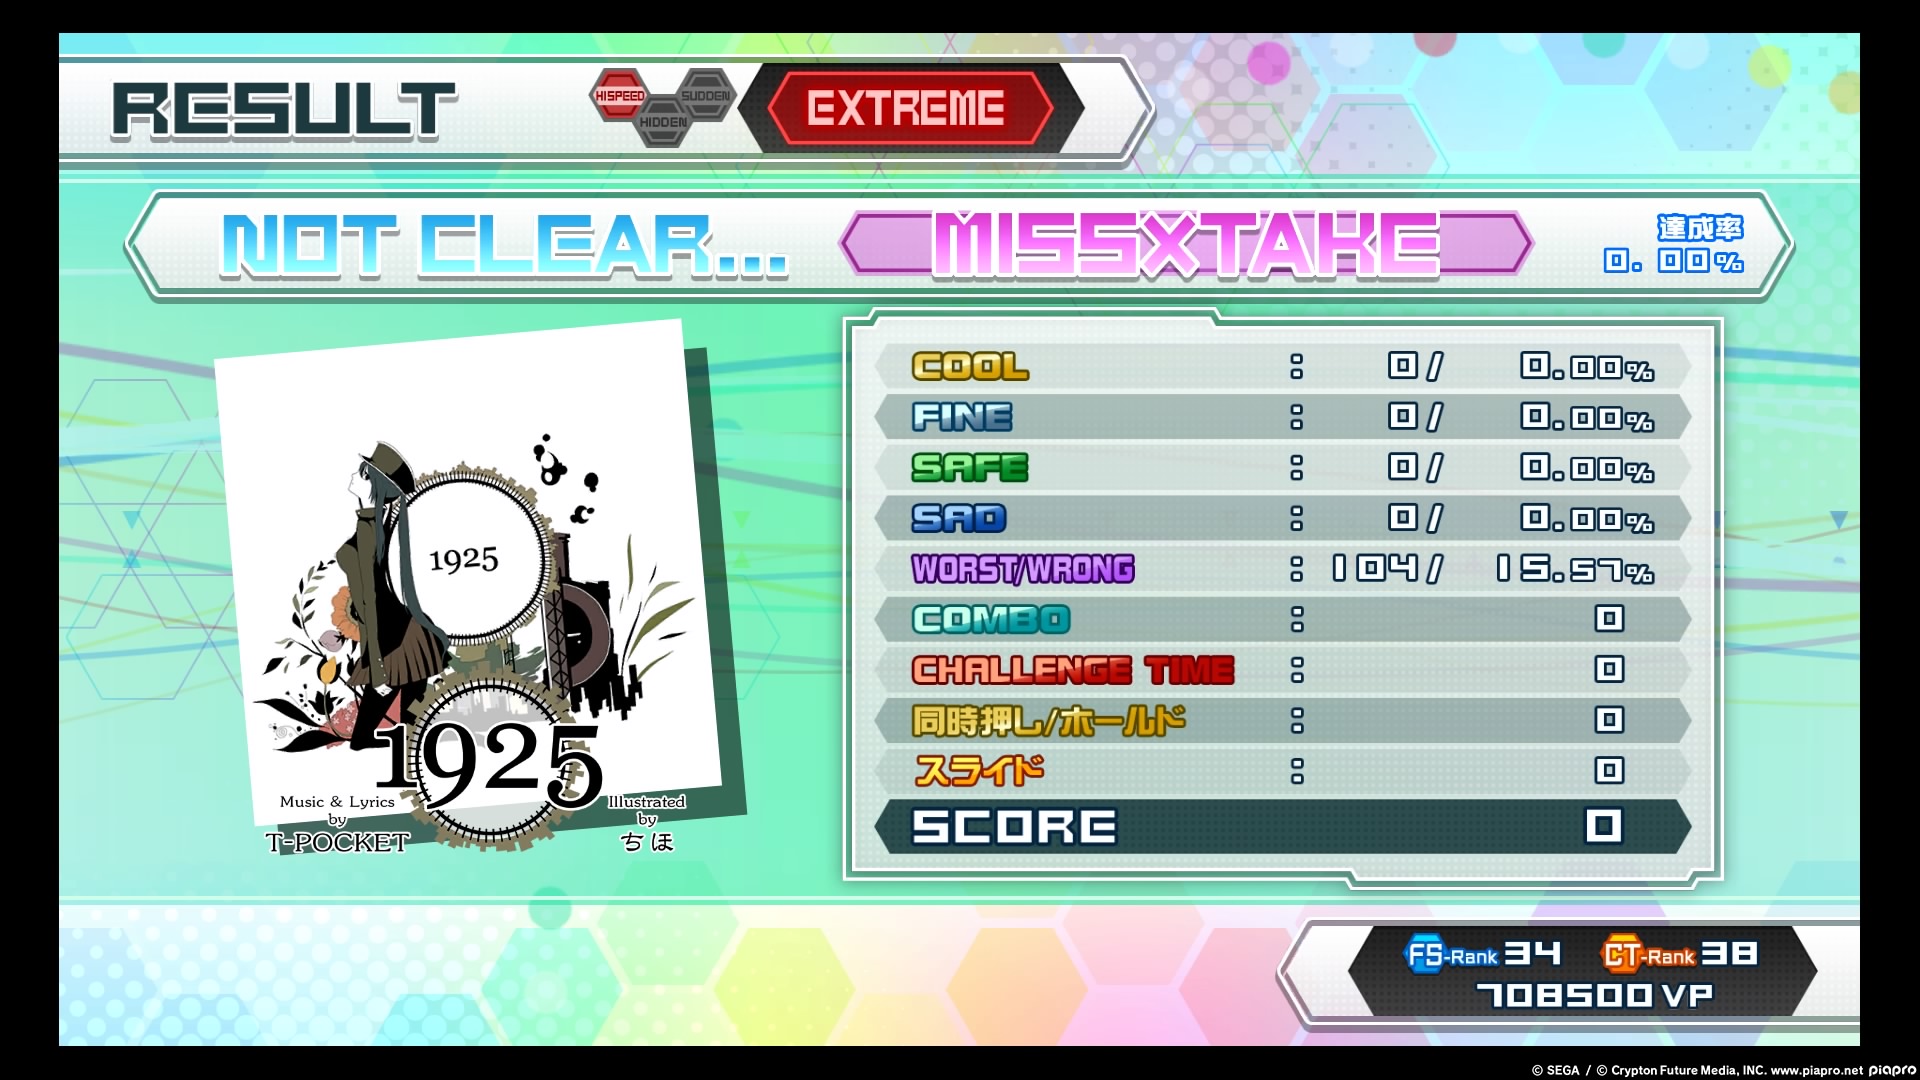 RESULT
HISPEED
HIDDEN
SUDDEN
EXTREME
NOT CLEAR...
MISS×TAKE
達成率
0.00%
1925
1925
Music & Lyrics
by
T-POCKET
Illustrated
by
ちほ
COOL : 0/ 0.00%
FINE : 0/ 0.00%
SAFE : 0/ 0.00%
SAD : 0/ 0.00%
WORST/WRONG : 104/ 15.57%
COMBO : 0
CHALLENGE TIME : 0
同時押し/ホールド : 0
スライド : 0
SCORE 0
FS-Rank 34 CT-Rank 38
708500 VP
© SEGA / © Crypton Future Media, INC. www.piapro.net piapro